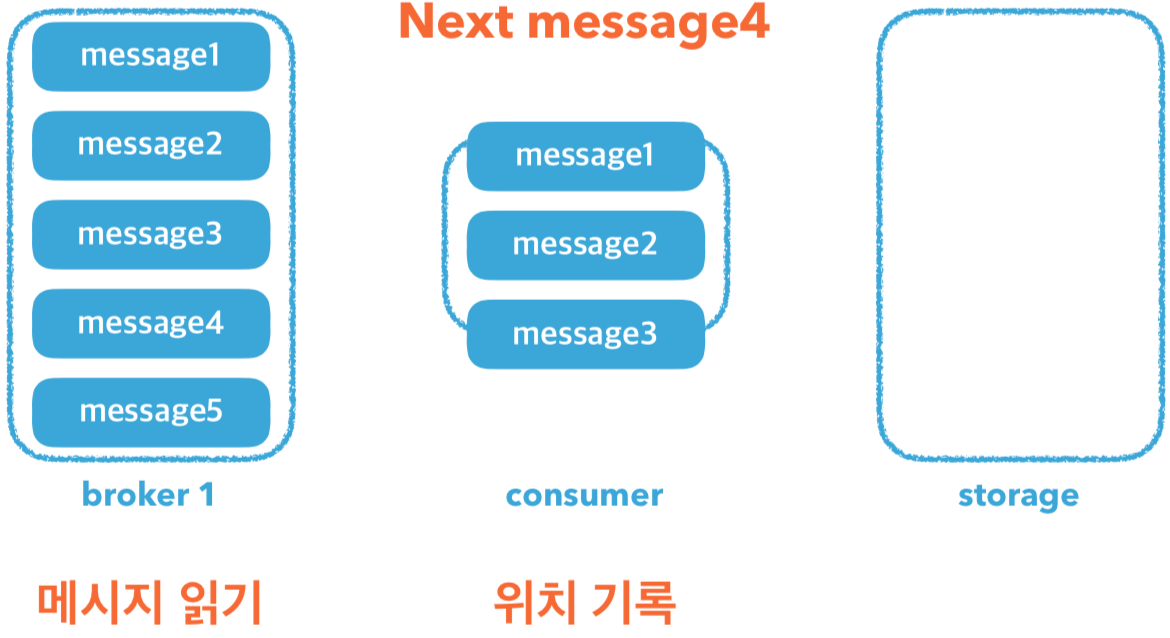 Next message4
message1
message2
message3
message4
message5
broker 1
message1
message2
message3
consumer
storage
메시지 읽기
위치 기록